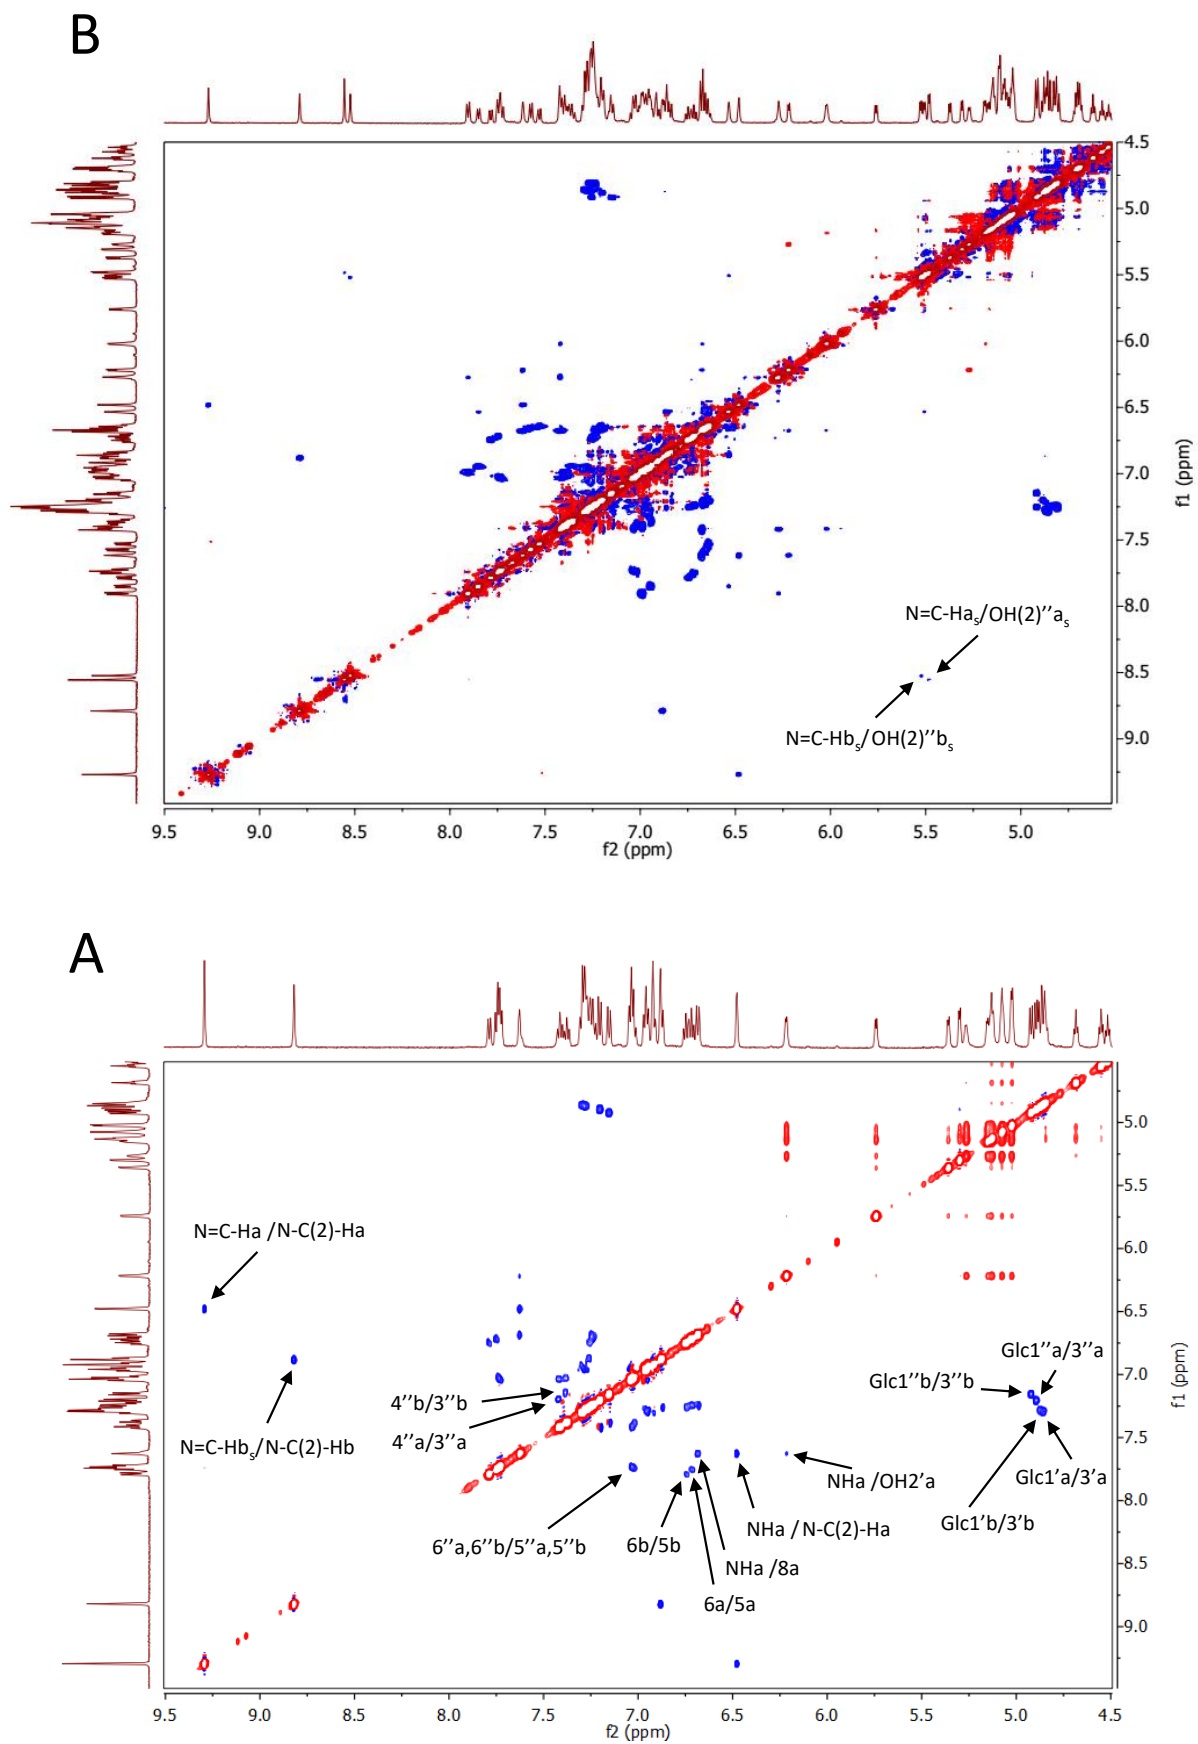 B
4.5
5.0
5.5
6.0
6.5
7.0
7.5
8.0
8.5
9.0
f1 (ppm)
N=C-Haₛ/OH(2)’’aₛ
N=C-Hbₛ/OH(2)’’bₛ
9.5 9.0 8.5 8.0 7.5 7.0 6.5 6.0 5.5 5.0
f2 (ppm)
A
5.0
5.5
6.0
6.5
7.0
7.5
8.0
8.5
9.0
f1 (ppm)
N=C-Ha /N-C(2)-Ha
N=C-Hbₛ/N-C(2)-Hb
4’’b/3’’b
4’’a/3’’a
6’’a,6’’b/5’’a,5’’b
6b/5b
6a/5a
NHa /8a
NHa / N-C(2)-Ha
NHa /OH2’a
Glc1’’a/3’’a
Glc1’’b/3’’b
Glc1’a/3’a
Glc1’b/3’b
9.5 9.0 8.5 8.0 7.5 7.0 6.5 6.0 5.5 5.0 4.5
f2 (ppm)